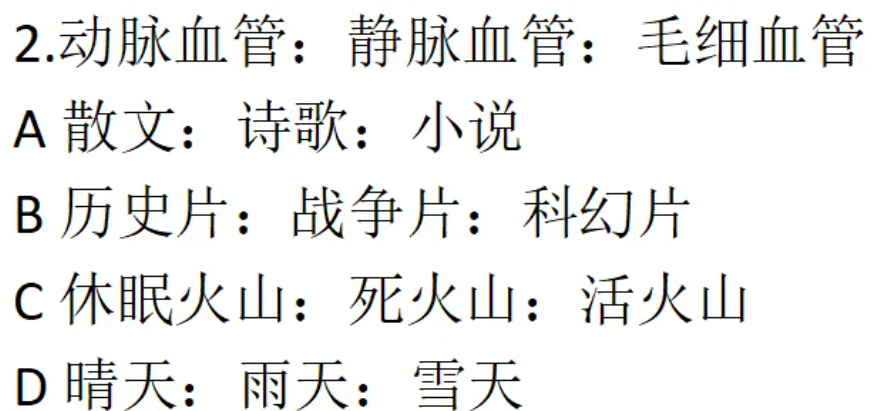 2.动脉血管：静脉血管：毛细血管
A 散文：诗歌：小说
B 历史片：战争片：科幻片
C 休眠火山：死火山：活火山
D 晴天：雨天：雪天